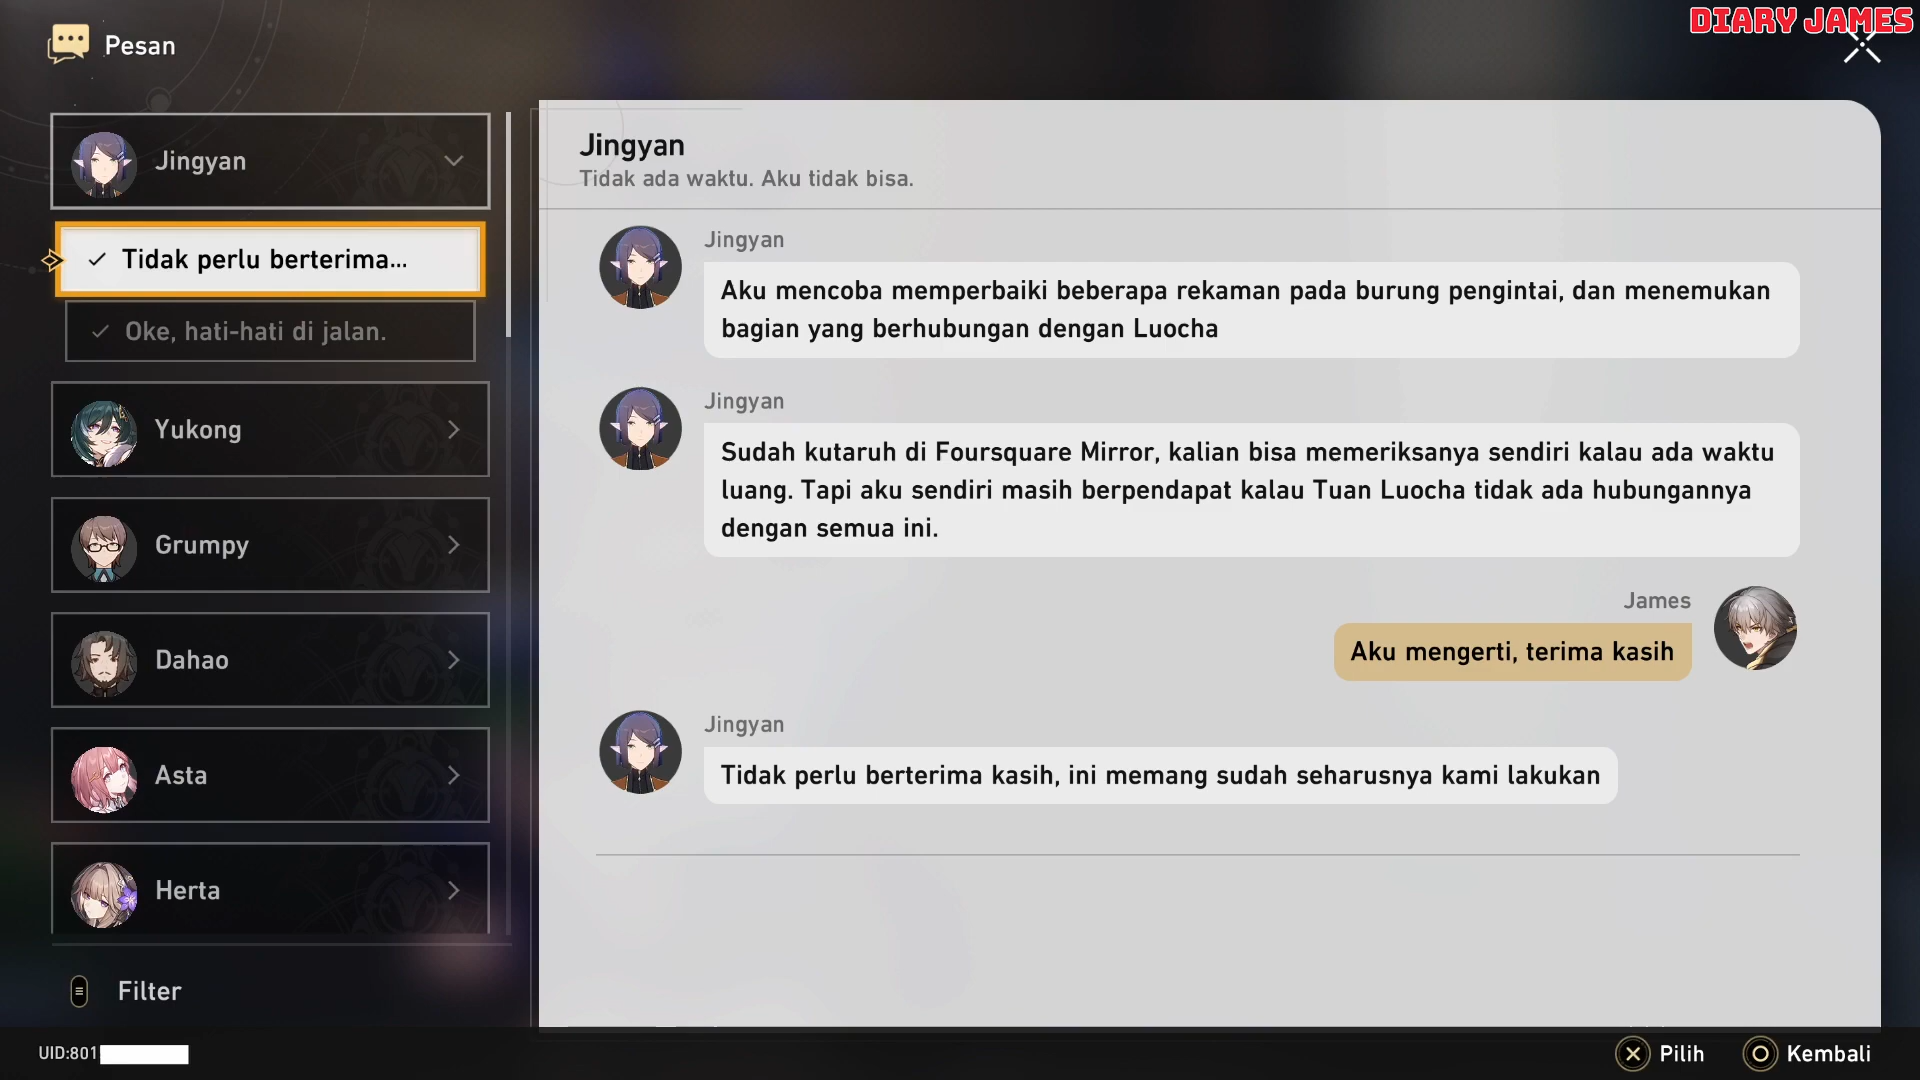 Pesan
DIARY JAMES
Jingyan
Tidak perlu berterima...
Oke, hati-hati di jalan.
Yukong
Grumpy
Dahao
Asta
Herta
Filter
Jingyan
Tidak ada waktu. Aku tidak bisa.
Jingyan
Aku mencoba memperbaiki beberapa rekaman pada burung pengintai, dan menemukan
bagian yang berhubungan dengan Luocha
Jingyan
Sudah kutaruh di Foursquare Mirror, kalian bisa memeriksanya sendiri kalau ada waktu
luang. Tapi aku sendiri masih berpendapat kalau Tuan Luocha tidak ada hubungannya
dengan semua ini.
James
Aku mengerti, terima kasih
Jingyan
Tidak perlu berterima kasih, ini memang sudah seharusnya kami lakukan
UID:801
Pilih
Kembali